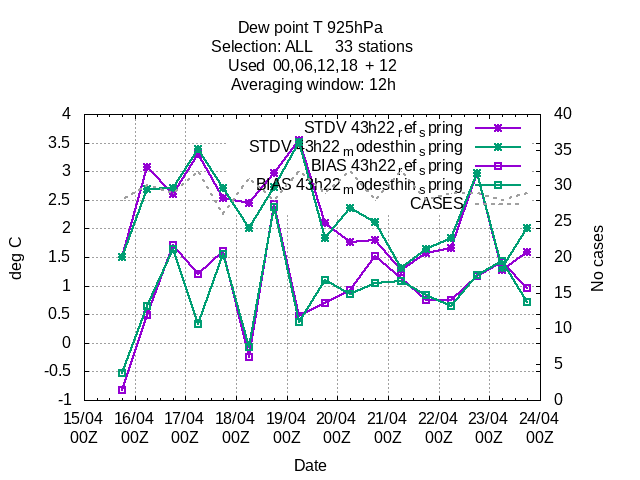 Dew point T 925hPa
Selection: ALL 33 stations
Used 00,06,12,18 + 12
Averaging window: 12h
STDV 43h22ref_spring
STDV 43h22modesthin_spring
BIAS 43h22ref_spring
BIAS 43h22modesthin_spring
CASES
4
3.5
3
2.5
2
1.5
1
0.5
0
-0.5
-1
deg C
40
35
30
25
20
15
10
5
0
No cases
15/04 16/04 17/04 18/04 19/04 20/04 21/04 22/04 23/04 24/04
00Z 00Z 00Z 00Z 00Z 00Z 00Z 00Z 00Z 00Z
Date